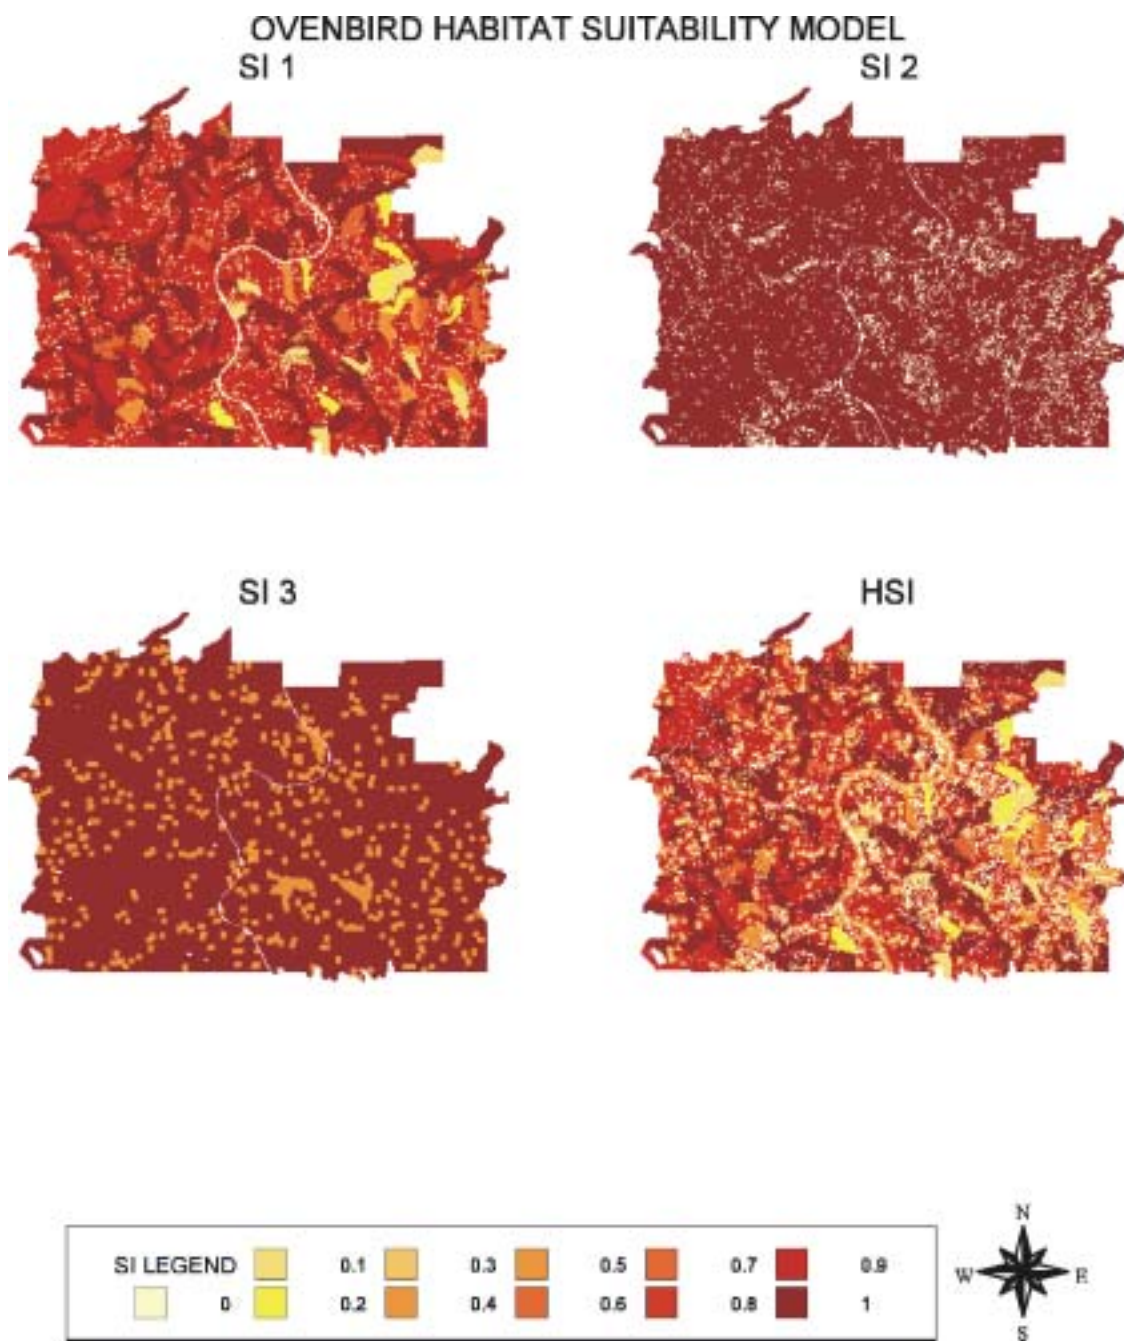 OVENBIRD HABITAT SUITABILITY MODEL
SI 1
SI 2
SI 3
HSI
SI LEGEND 0.1 0.3 0.5 0.7 0.9
0 0.2 0.4 0.6 0.8 1
N
W E
S